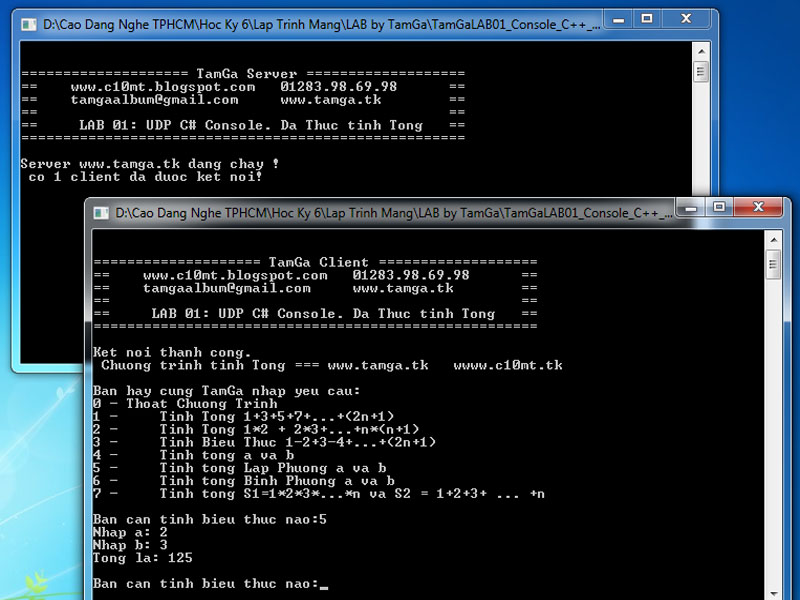 D:\Cao Dang Nghe TPHCM\Hoc Ky 6\Lap Trinh Mang\LAB by TamGa\TamGaLAB01_Console_C++_...
==================== TamGa Server ===================
== www.c10mt.blogspot.com 01283.98.69.98 ==
== tamgaalbum@gmail.com www.tamga.tk ==
== ==
== LAB 01: UDP C# Console. Da Thuc tinh Tong ==
=====================================================
Server www.tamga.tk dang chay !
co 1 client da duoc ket noi!
D:\Cao Dang Nghe TPHCM\Hoc Ky 6\Lap Trinh Mang\LAB by TamGa\TamGaLAB01_Console_C++_...
==================== TamGa Client ===================
== www.c10mt.blogspot.com 01283.98.69.98 ==
== tamgaalbum@gmail.com www.tamga.tk ==
== ==
== LAB 01: UDP C# Console. Da Thuc tinh Tong ==
=====================================================
Ket noi thanh cong.
Chuong trinh tinh Tong === www.tamga.tk wwww.c10mt.tk
Ban hay cung TamGa nhap yeu cau:
0 - Thoat Chuong Trinh
1 - Tinh Tong 1+3+5+7+...+(2n+1)
2 - Tinh Tong 1*2 + 2*3+...+n*(n+1)
3 - Tinh Bieu Thuc 1-2+3-4+...+(2n+1)
4 - Tinh tong a va b
5 - Tinh tong Lap Phuong a va b
6 - Tinh tong Binh Phuong a va b
7 - Tinh tong S1=1*2*3*...*n va S2 = 1+2+3+ ... +n
Ban can tinh bieu thuc nao:5
Nhap a: 2
Nhap b: 3
Tong la: 125
Ban can tinh bieu thuc nao:_